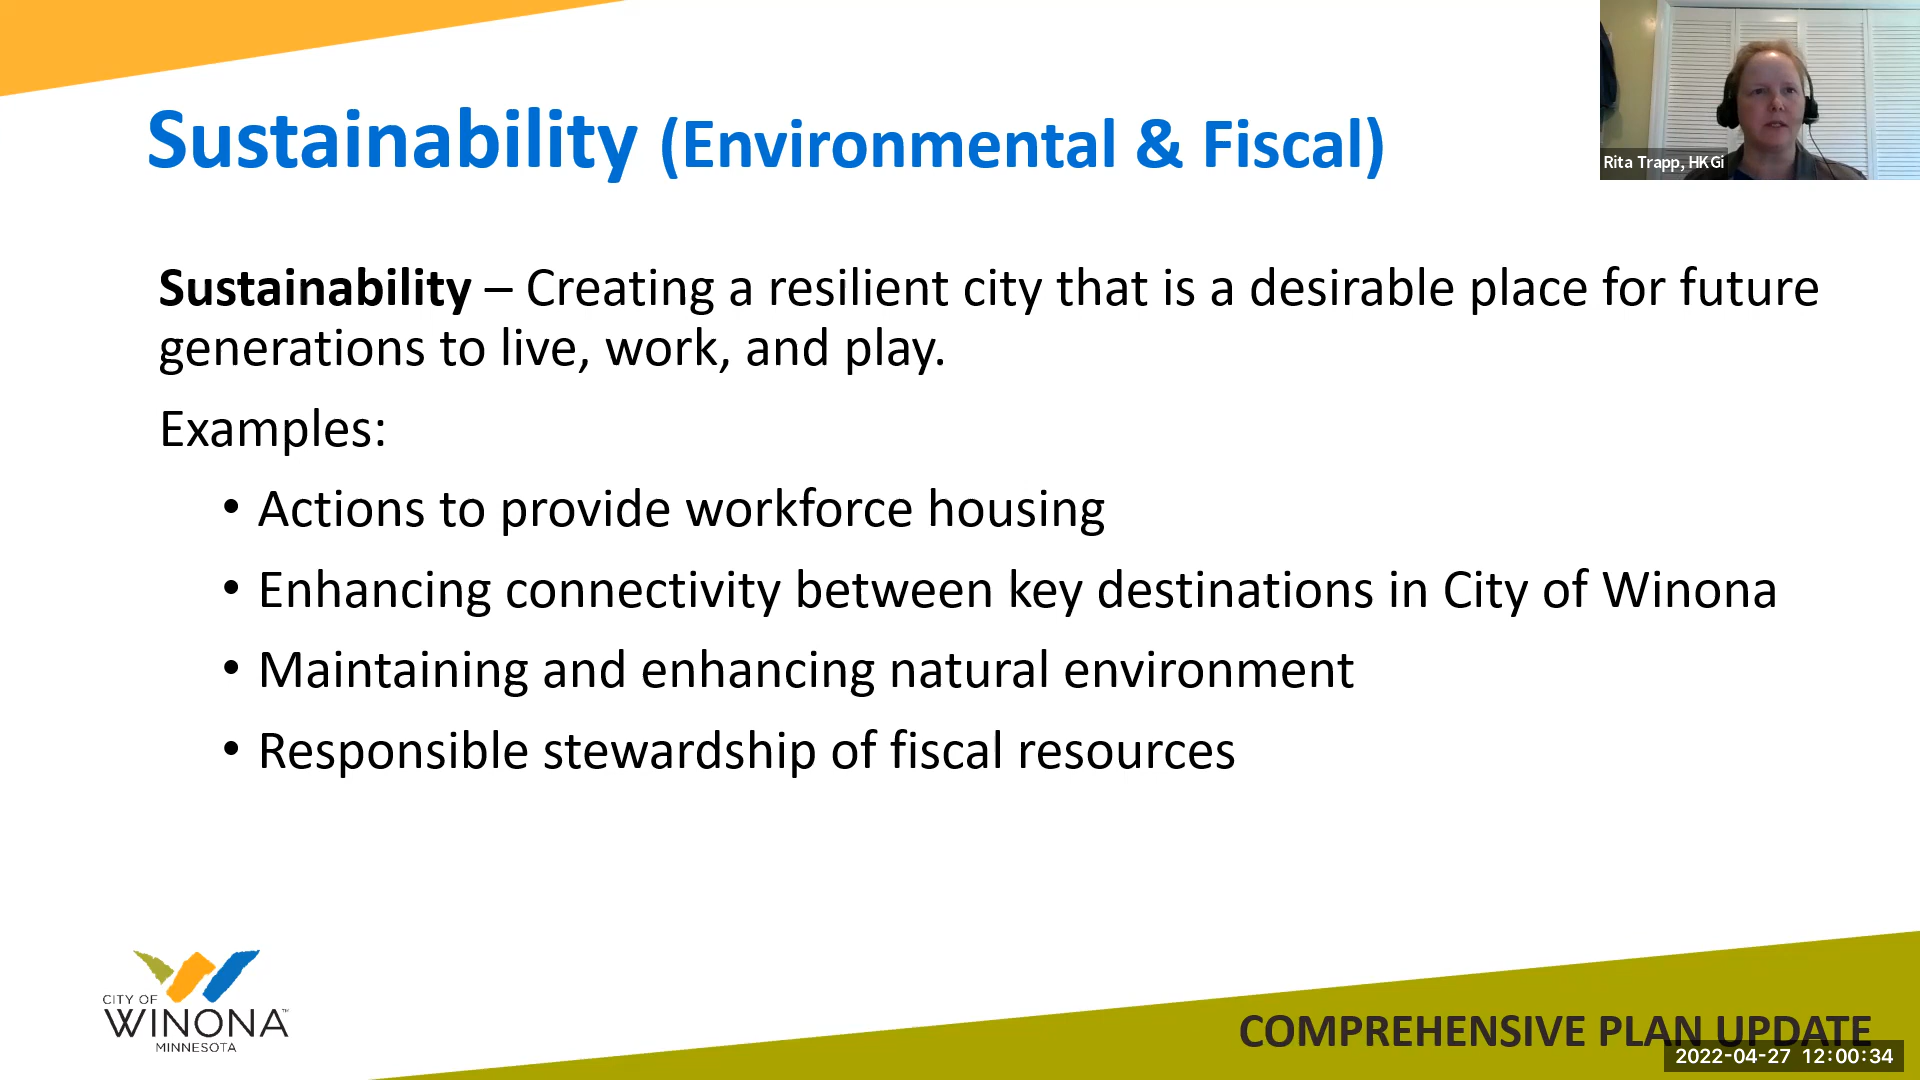 Sustainability (Environmental & Fiscal)
Rita Trapp, HKGi
Sustainability – Creating a resilient city that is a desirable place for future
generations to live, work, and play.
Examples:
• Actions to provide workforce housing
• Enhancing connectivity between key destinations in City of Winona
• Maintaining and enhancing natural environment
• Responsible stewardship of fiscal resources
CITY OF
WINONA™
MINNESOTA
COMPREHENSIVE PLAN UPDATE
2022-04-27 12:00:34